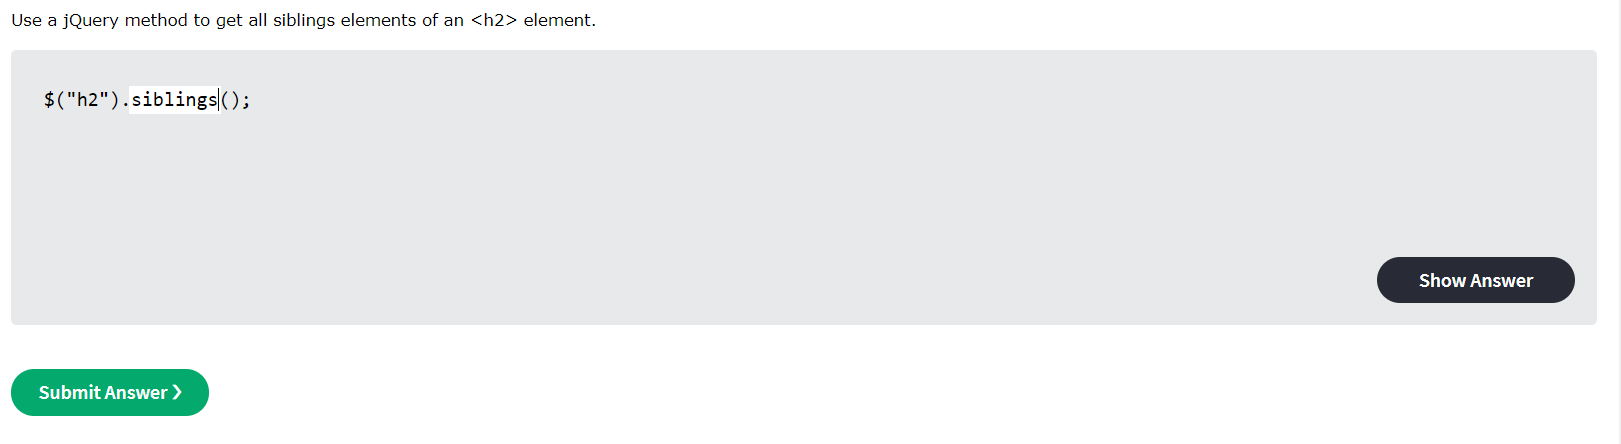 Use a jQuery method to get all siblings elements of an <h2> element.
$("h2").siblings();
Show Answer
Submit Answer ❯